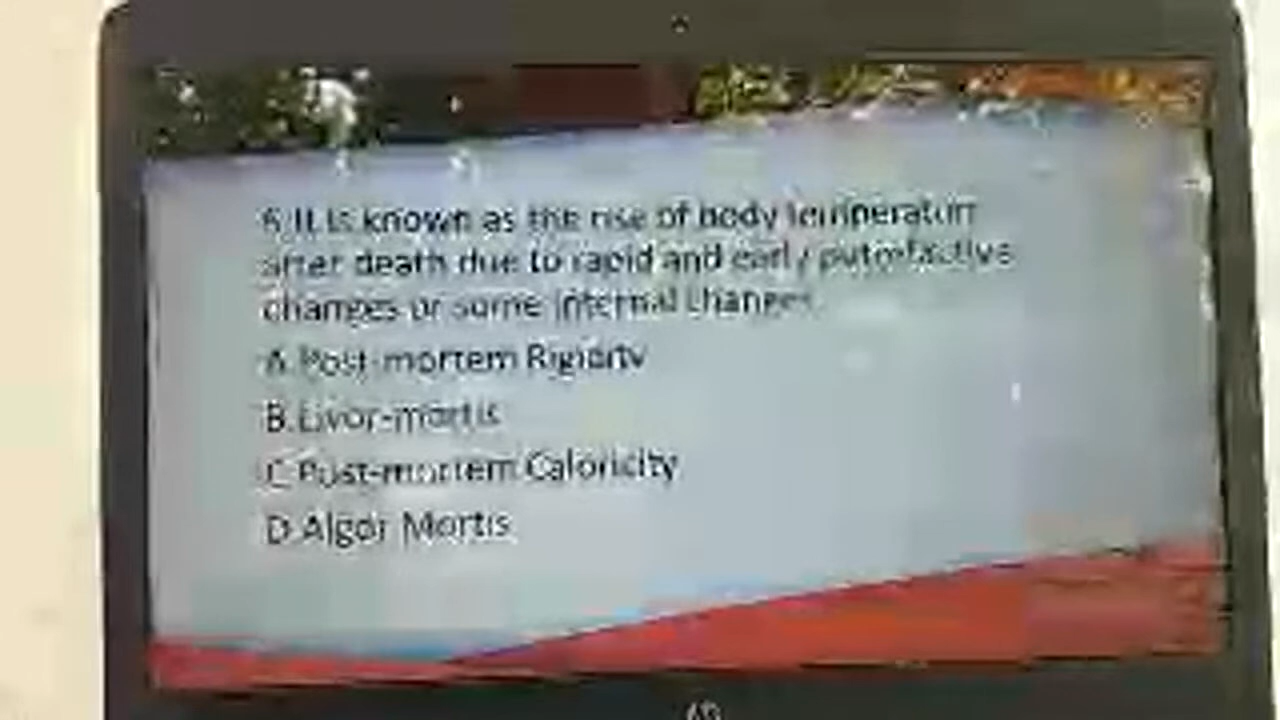 It is known as the rise of body temperature
after death due to rapid and early putrefactive
changes or some internal changes.
A.Post-mortem Rigidity
B.Livor-mortis
C.Post-mortem Caloricity
D.Algor Mortis